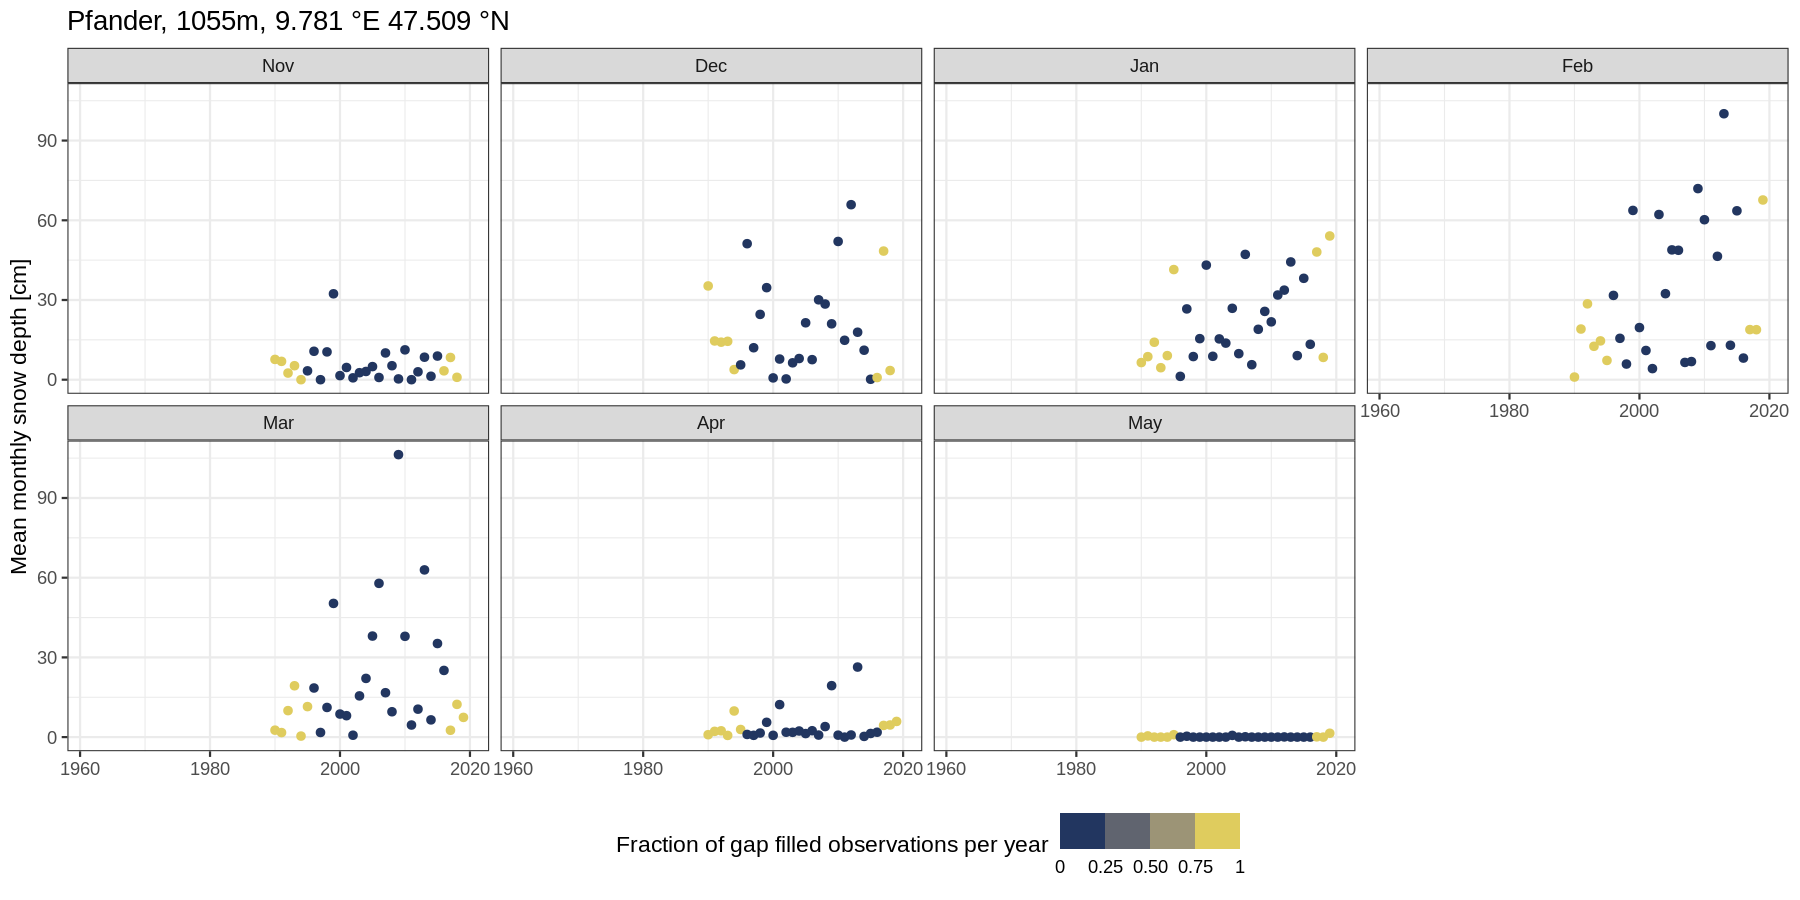 Pfander, 1055m, 9.781 °E 47.509 °N
Nov
Dec
Jan
Feb
Mean monthly snow depth [cm]
90
60
30
0
1960 1980 2000 2020
Mar
Apr
May
90
60
30
0
1960 1980 2000 2020 1960 1980 2000 2020 1960 1980 2000 2020
Fraction of gap filled observations per year
0 0.25 0.50 0.75 1